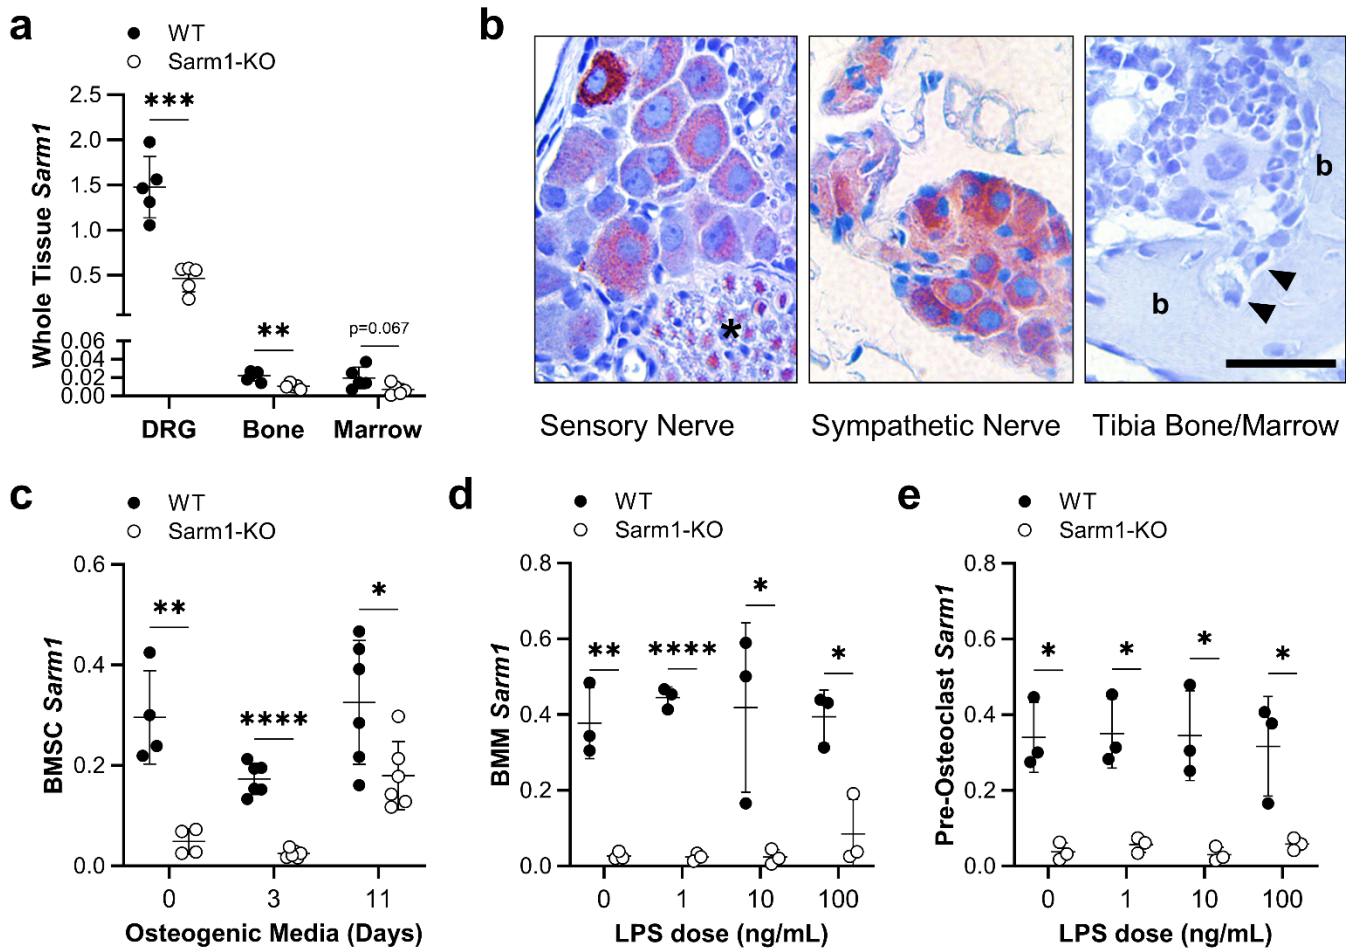 a
WT
Sarm1-KO
Whole Tissue Sarm1
2.5
2.0
1.5
1.0
0.5
0.06
0.04
0.02
0.00
***
**
p=0.067
DRG Bone Marrow
b
*
b
b
Sensory Nerve
Sympathetic Nerve
Tibia Bone/Marrow
c
WT
Sarm1-KO
BMSC Sarm1
0.6
0.4
0.2
0.0
**
****
*
0 3 11
Osteogenic Media (Days)
d
WT
Sarm1-KO
BMM Sarm1
0.8
0.6
0.4
0.2
0.0
**
****
*
*
0 1 10 100
LPS dose (ng/mL)
e
WT
Sarm1-KO
Pre-Osteoclast Sarm1
0.8
0.6
0.4
0.2
0.0
*
*
*
*
0 1 10 100
LPS dose (ng/mL)